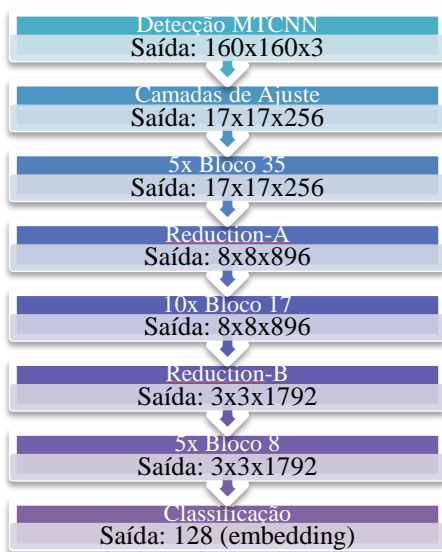 Detecção MTCNN
Saída: 160x160x3
Camadas de Ajuste
Saída: 17x17x256
5x Bloco 35
Saída: 17x17x256
Reduction-A
Saída: 8x8x896
10x Bloco 17
Saída: 8x8x896
Reduction-B
Saída: 3x3x1792
5x Bloco 8
Saída: 3x3x1792
Classificação
Saída: 128 (embedding)